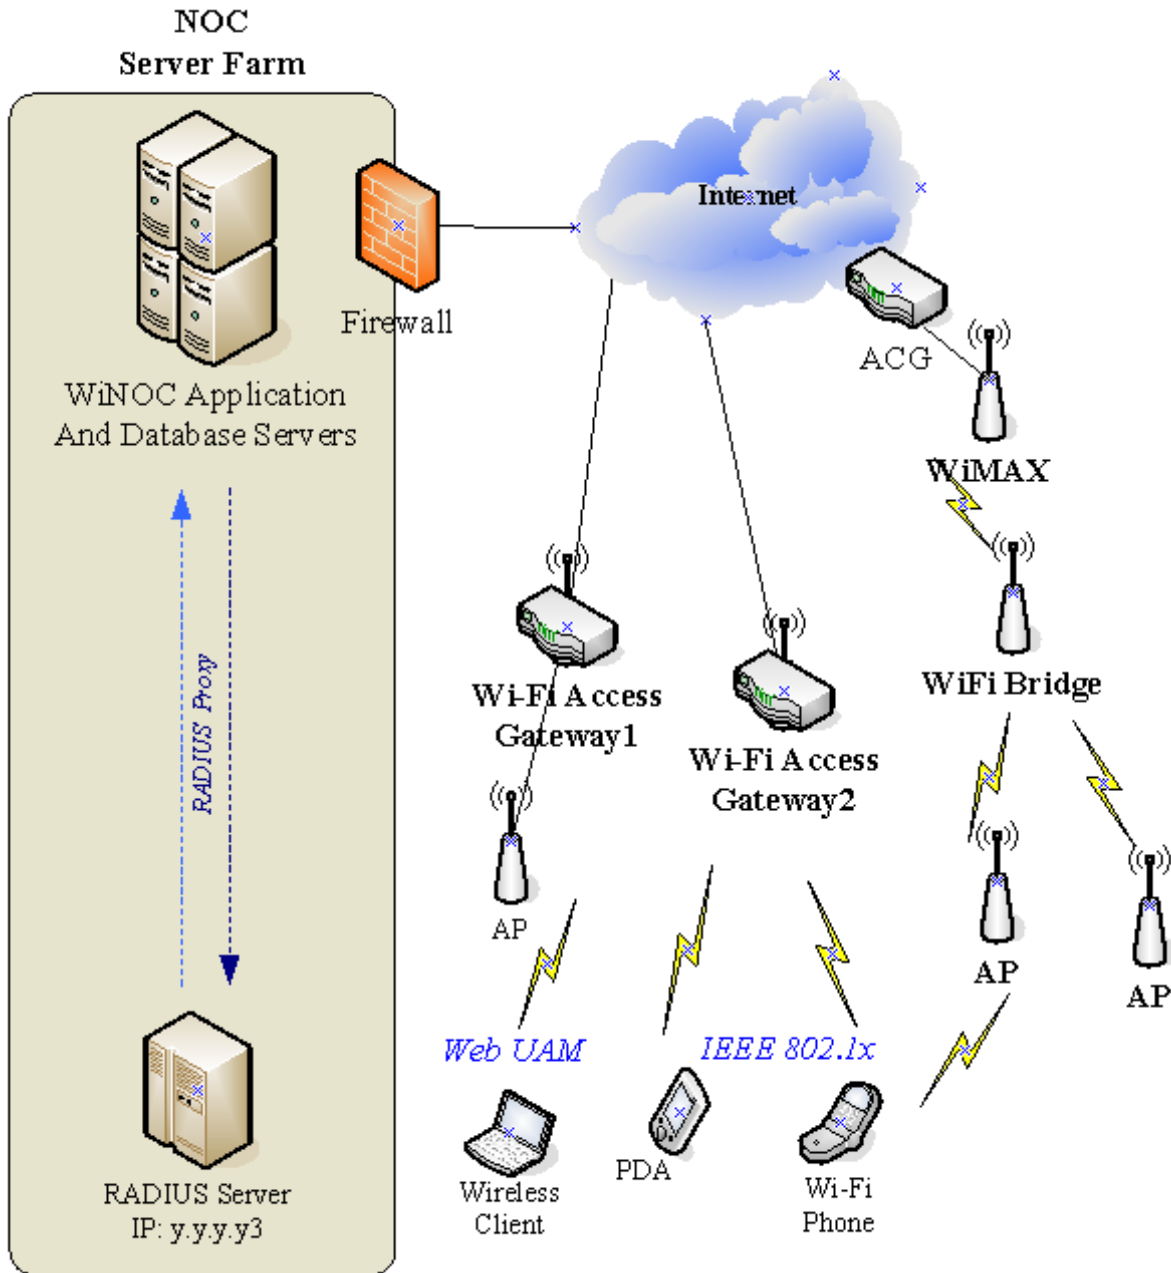 NOC
Server Farm
Internet
Firewall
ACG
WiNOC Application
And Database Servers
WiMAX
RADIUS Proxy
Wi-Fi Access
Gateway1
WiFi Bridge
Wi-Fi Access
Gateway2
AP
AP
AP
Web UAM
IEEE 802.1x
PDA
RADIUS Server
IP: y.y.y.y3
Wireless
Client
Wi-Fi
Phone